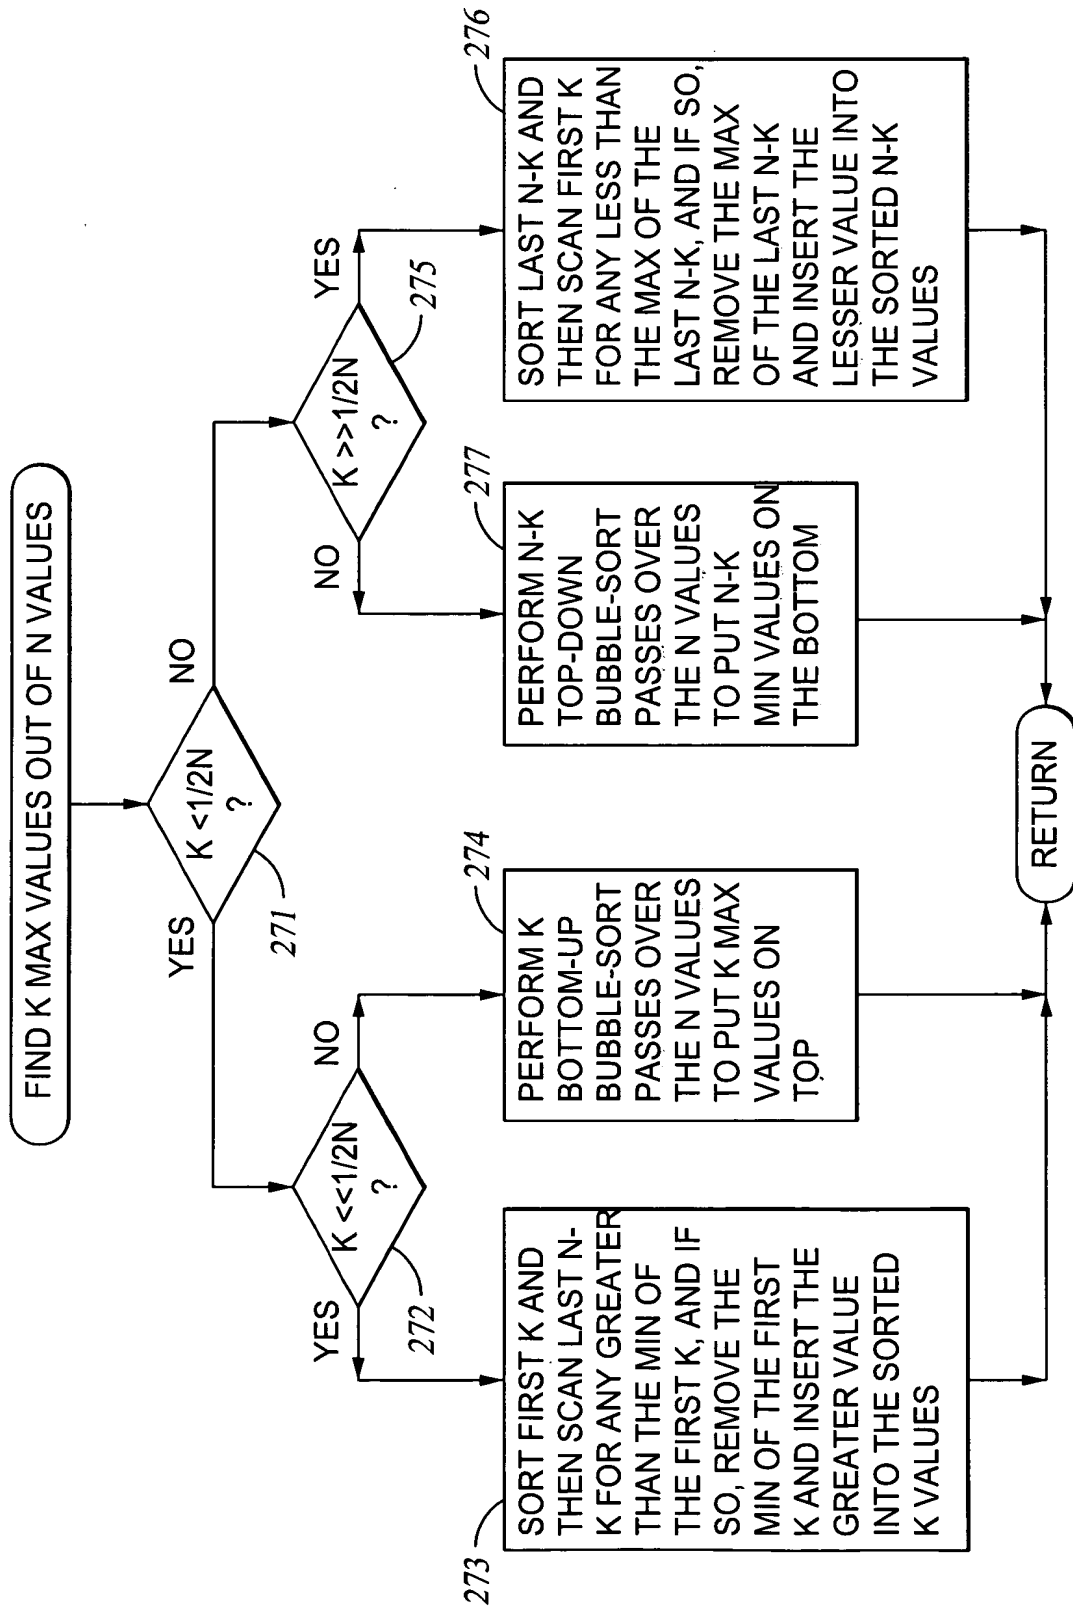 FIND K MAX VALUES OUT OF N VALUES
K <1/2N
?
271
YES
NO
K <<1/2N
?
272
YES
NO
K >>1/2N
?
275
NO
YES
273
SORT FIRST K AND
THEN SCAN LAST N-
K FOR ANY GREATER
THAN THE MIN OF
THE FIRST K, AND IF
SO, REMOVE THE
MIN OF THE FIRST
K AND INSERT THE
GREATER VALUE
INTO THE SORTED
K VALUES
274
PERFORM K
BOTTOM-UP
BUBBLE-SORT
PASSES OVER
THE N VALUES
TO PUT K MAX
VALUES ON
TOP
277
PERFORM N-K
TOP-DOWN
BUBBLE-SORT
PASSES OVER
THE N VALUES
TO PUT N-K
MIN VALUES ON
THE BOTTOM
276
SORT LAST N-K AND
THEN SCAN FIRST K
FOR ANY LESS THAN
THE MAX OF THE
LAST N-K, AND IF SO,
REMOVE THE MAX
OF THE LAST N-K
AND INSERT THE
LESSER VALUE INTO
THE SORTED N-K
VALUES
RETURN